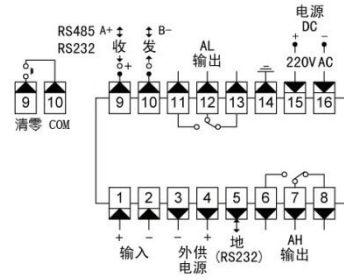 电源
DC
RS485 A+ B-
RS232 收 + 发
AL
输出
+ -
220V AC
9 10
9 10 11 12 13 14 15 16
清零 COM
1 2 3 4 5 6 7 8
+ - - +
输入
外供
电源
地
(RS232)
AH
输出